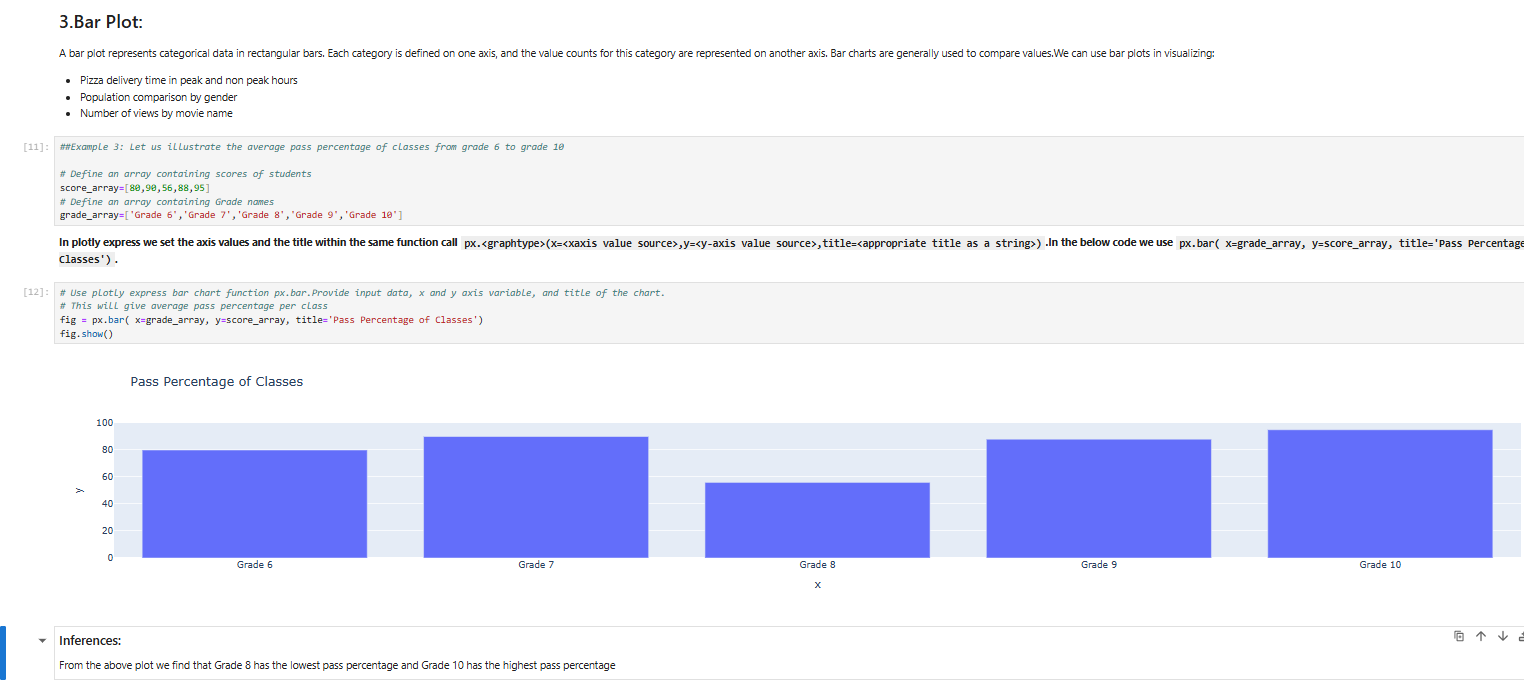 3.Bar Plot:
A bar plot represents categorical data in rectangular bars. Each category is defined on one axis, and the value counts for this category are represented on another axis. Bar charts are generally used to compare values.We can use bar plots in visualizing:
• Pizza delivery time in peak and non peak hours
• Population comparison by gender
• Number of views by movie name
[11]: ##Example 3: Let us illustrate the average pass percentage of classes from grade 6 to grade 10
# Define an array containing scores of students
score_array=[80,90,56,88,95]
# Define an array containing Grade names
grade_array=['Grade 6','Grade 7','Grade 8','Grade 9','Grade 10']
In plotly express we set the axis values and the title within the same function call px.<graphtype>(x=<xaxis value source>,y=<y-axis value source>,title=<appropriate title as a string>) .In the below code we use px.bar( x=grade_array, y=score_array, title='Pass Percentage
Classes') .
[12]: # Use plotly express bar chart function px.bar.Provide input data, x and y axis variable, and title of the chart.
# This will give average pass percentage per class
fig = px.bar( x=grade_array, y=score_array, title='Pass Percentage of Classes')
fig.show()
Pass Percentage of Classes
100
80
60
40
20
0
y
Grade 6 Grade 7 Grade 8 Grade 9 Grade 10
x
Inferences:
From the above plot we find that Grade 8 has the lowest pass percentage and Grade 10 has the highest pass percentage